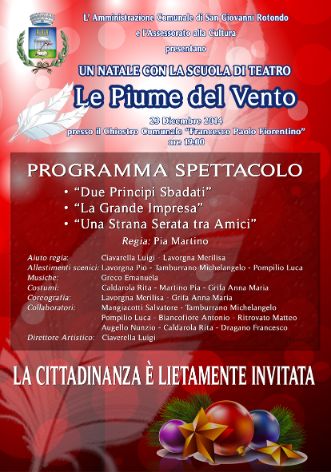 L' Amministrazione Comunale di San Giovanni Rotondo
e l'Assessorato alla Cultura
presentano
UN NATALE CON LA SCUOLA DI TEATRO
Le Piume del Vento
23 Dicembre 2014
presso il Chiostro Comunale "Francesco Paolo Fiorentino"
ore 19:00
PROGRAMMA SPETTACOLO
• "Due Principi Sbadati"
• "La Grande Impresa"
• "Una Strana Serata tra Amici"
Regia: Pia Martino
Aiuto regia: Ciavarella Luigi - Lavorgna Merilisa
Allestimenti scenici: Lavorgna Pio - Tamburrano Michelangelo - Pompilio Luca
Musiche: Greco Emanuela
Costumi: Caldarola Rita - Martino Pia - Grifa Anna Maria
Coreografia: Lavorgna Merilisa - Grifa Anna Maria
Collaboratori: Mangiacotti Salvatore - Tamburrano Michelangelo
Pompilio Luca - Biancofiore Antonio - Ritrovato Matteo
Augello Nunzio - Caldarola Rita - Dragano Francesco
Direttore Artistico: Ciaverella Luigi
LA CITTADINANZA È LIETAMENTE INVITATA